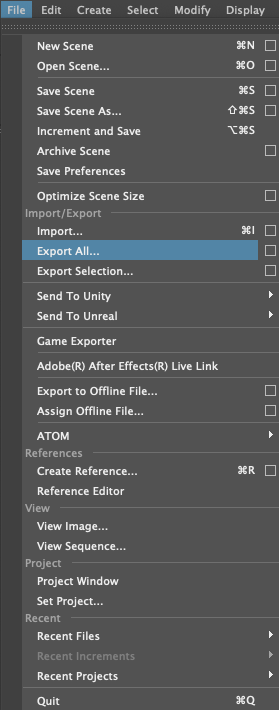 File Edit Create Select Modify Display
New Scene ⌘N
Open Scene... ⌘O
Save Scene ⌘S
Save Scene As... ⇧⌘S
Increment and Save ⌥⌘S
Archive Scene
Save Preferences
Optimize Scene Size
Import/Export
Import... ⌘I
Export All...
Export Selection...
Send To Unity
Send To Unreal
Game Exporter
Adobe(R) After Effects(R) Live Link
Export to Offline File...
Assign Offline File...
ATOM
References
Create Reference... ⌘R
Reference Editor
View
View Image...
View Sequence...
Project
Project Window
Set Project...
Recent
Recent Files
Recent Increments
Recent Projects
Quit ⌘Q